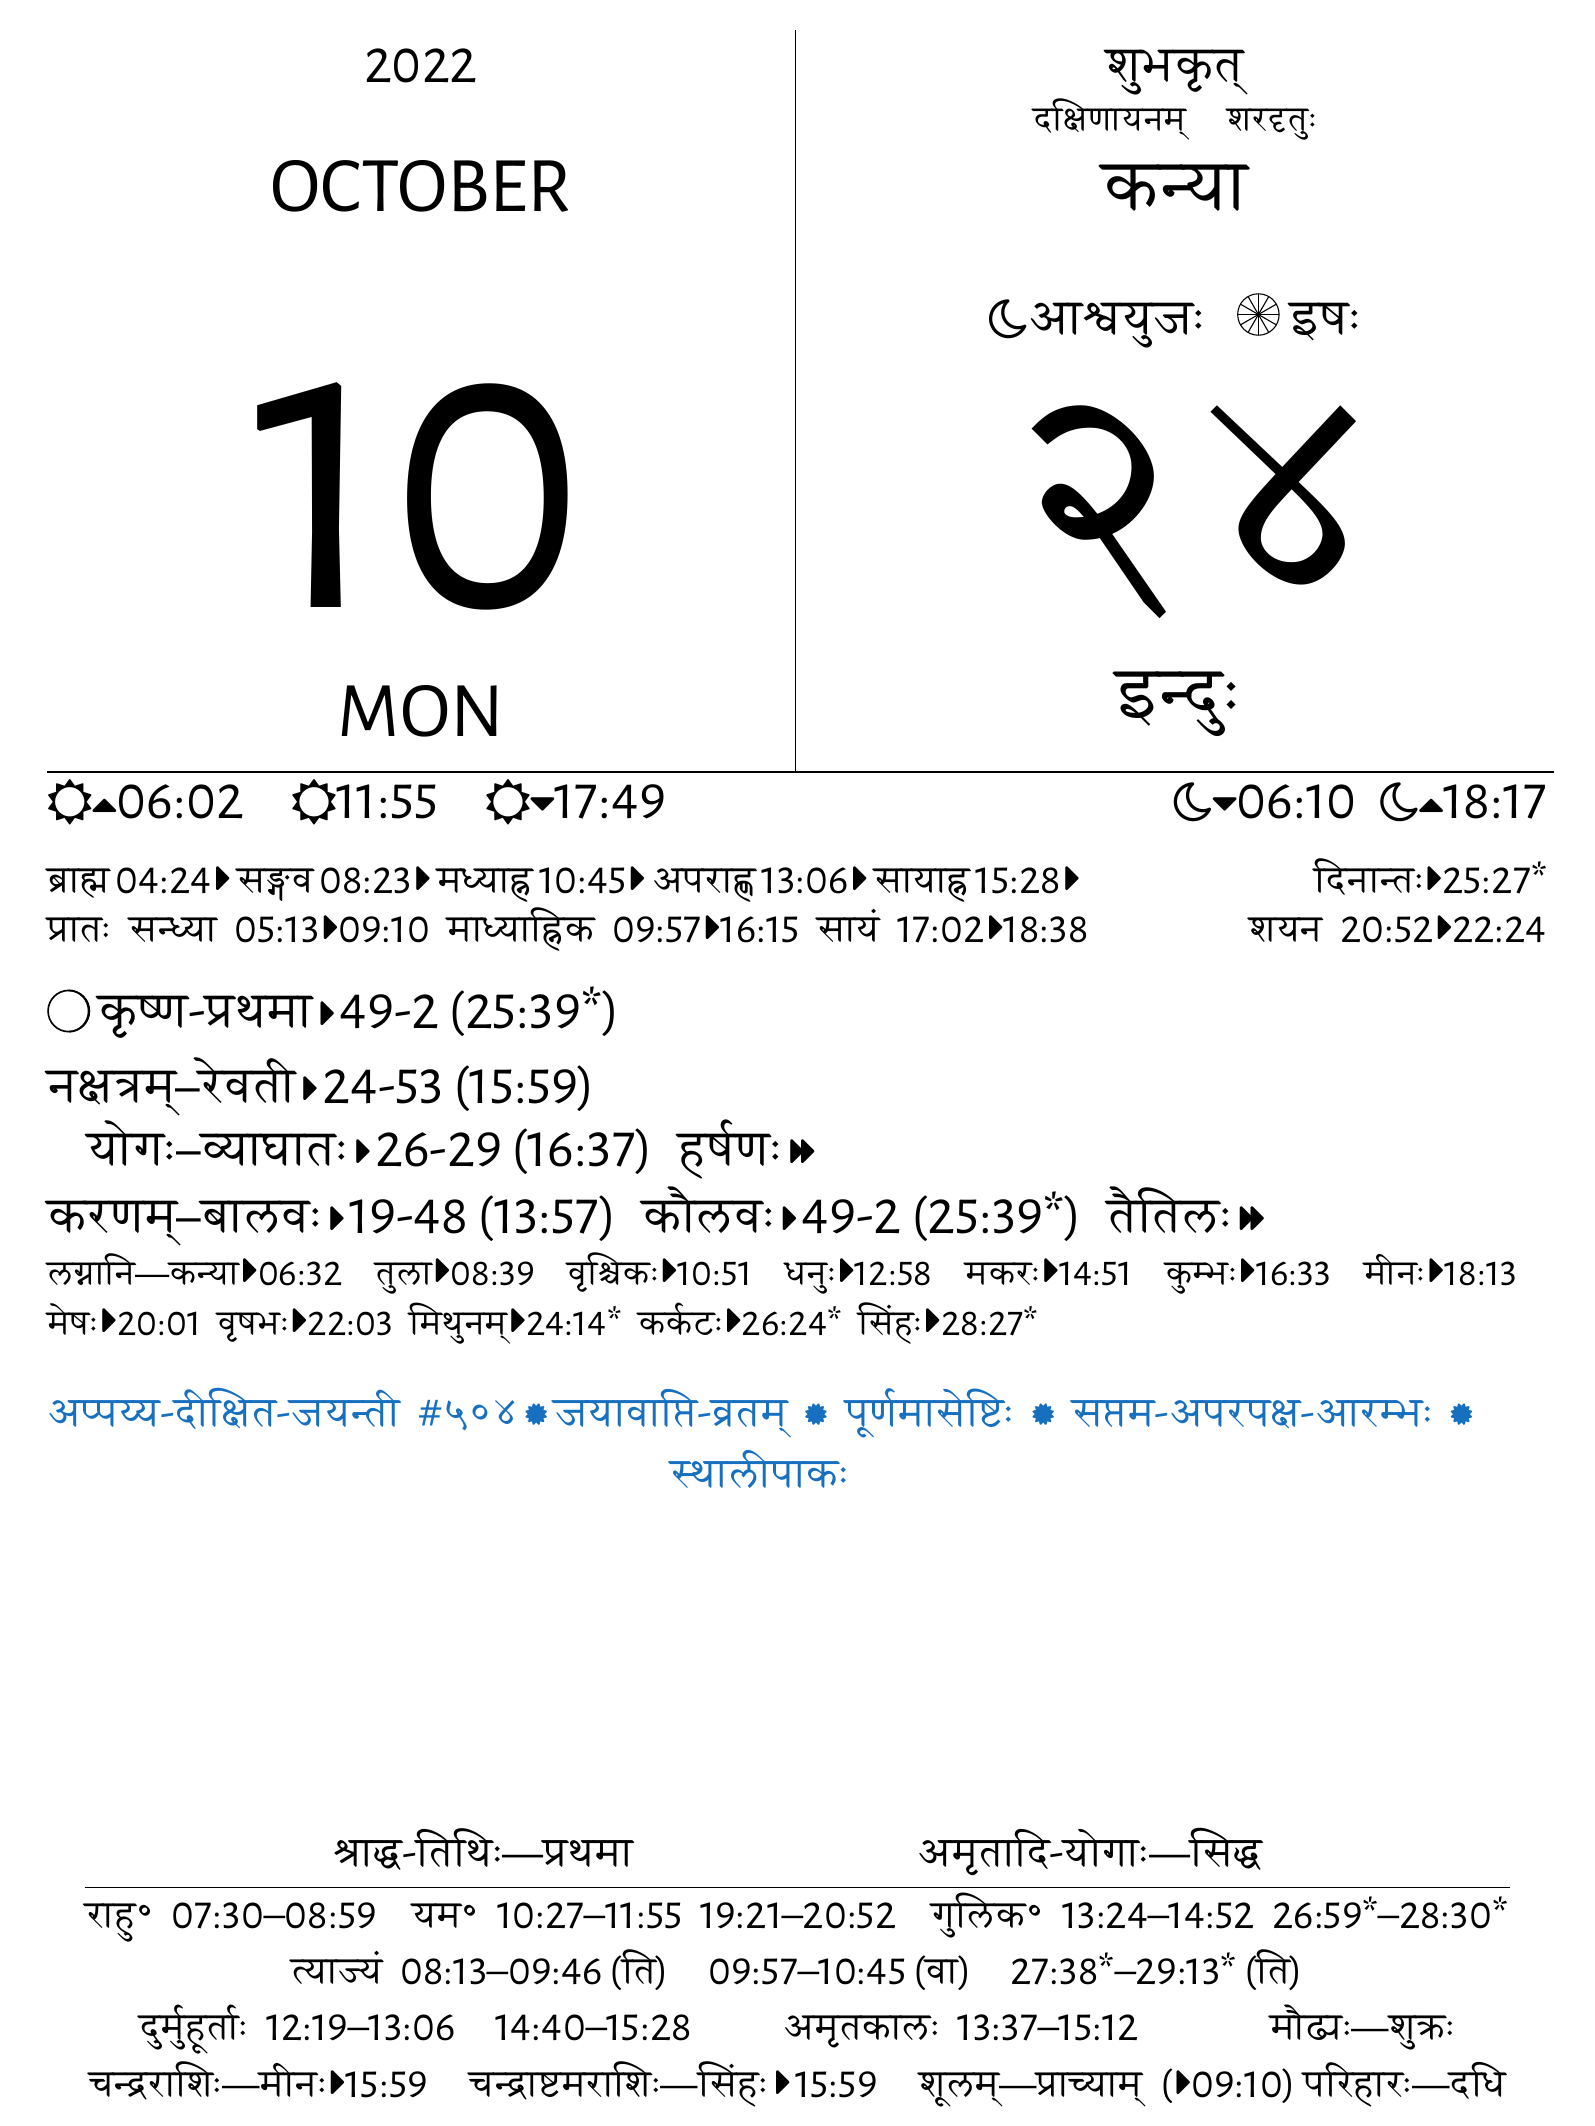 2022
OCTOBER
10
MON
शुभकृत्
दक्षिणायनम् शरदृतुः
कन्या
आश्वयुजः इषः
२४
इन्दुः
06:02 11:55 17:49 06:10 18:17
ब्राह्म 04:24 सङ्गव 08:23 मध्याह्न 10:45 अपराह्ण 13:06 सायाह्न 15:28 दिनान्तः 25:27*
प्रातः सन्ध्या 05:13 09:10 माध्याह्निक 09:57 16:15 सायं 17:02 18:38 शयन 20:52 22:24
कृष्ण-प्रथमा 49-2 (25:39*)
नक्षत्रम्–रेवती 24-53 (15:59)
योगः–व्याघातः 26-29 (16:37) हर्षणः
करणम्–बालवः 19-48 (13:57) कौलवः 49-2 (25:39*) तैतिलः
लग्नानि—कन्या 06:32 तुला 08:39 वृश्चिकः 10:51 धनुः 12:58 मकरः 14:51 कुम्भः 16:33 मीनः 18:13
मेषः 20:01 वृषभः 22:03 मिथुनम् 24:14* कर्कटः 26:24* सिंहः 28:27*
अप्पय्य-दीक्षित-जयन्ती #५०४ जयावाप्ति-व्रतम् पूर्णमासेष्टिः सप्तम-अपरपक्ष-आरम्भः
स्थालीपाकः
श्राद्ध-तिथिः—प्रथमा अमृतादि-योगाः—सिद्ध
राहु॰ 07:30–08:59 यम॰ 10:27–11:55 19:21–20:52 गुलिक॰ 13:24–14:52 26:59*–28:30*
त्याज्यं 08:13–09:46 (ति) 09:57–10:45 (वा) 27:38*–29:13* (ति)
दुर्मुहूर्ताः 12:19–13:06 14:40–15:28 अमृतकालः 13:37–15:12 मौढ्यः—शुक्रः
चन्द्रराशिः—मीनः 15:59 चन्द्राष्टमराशिः—सिंहः 15:59 शूलम्—प्राच्याम् (09:10) परिहारः—दधि